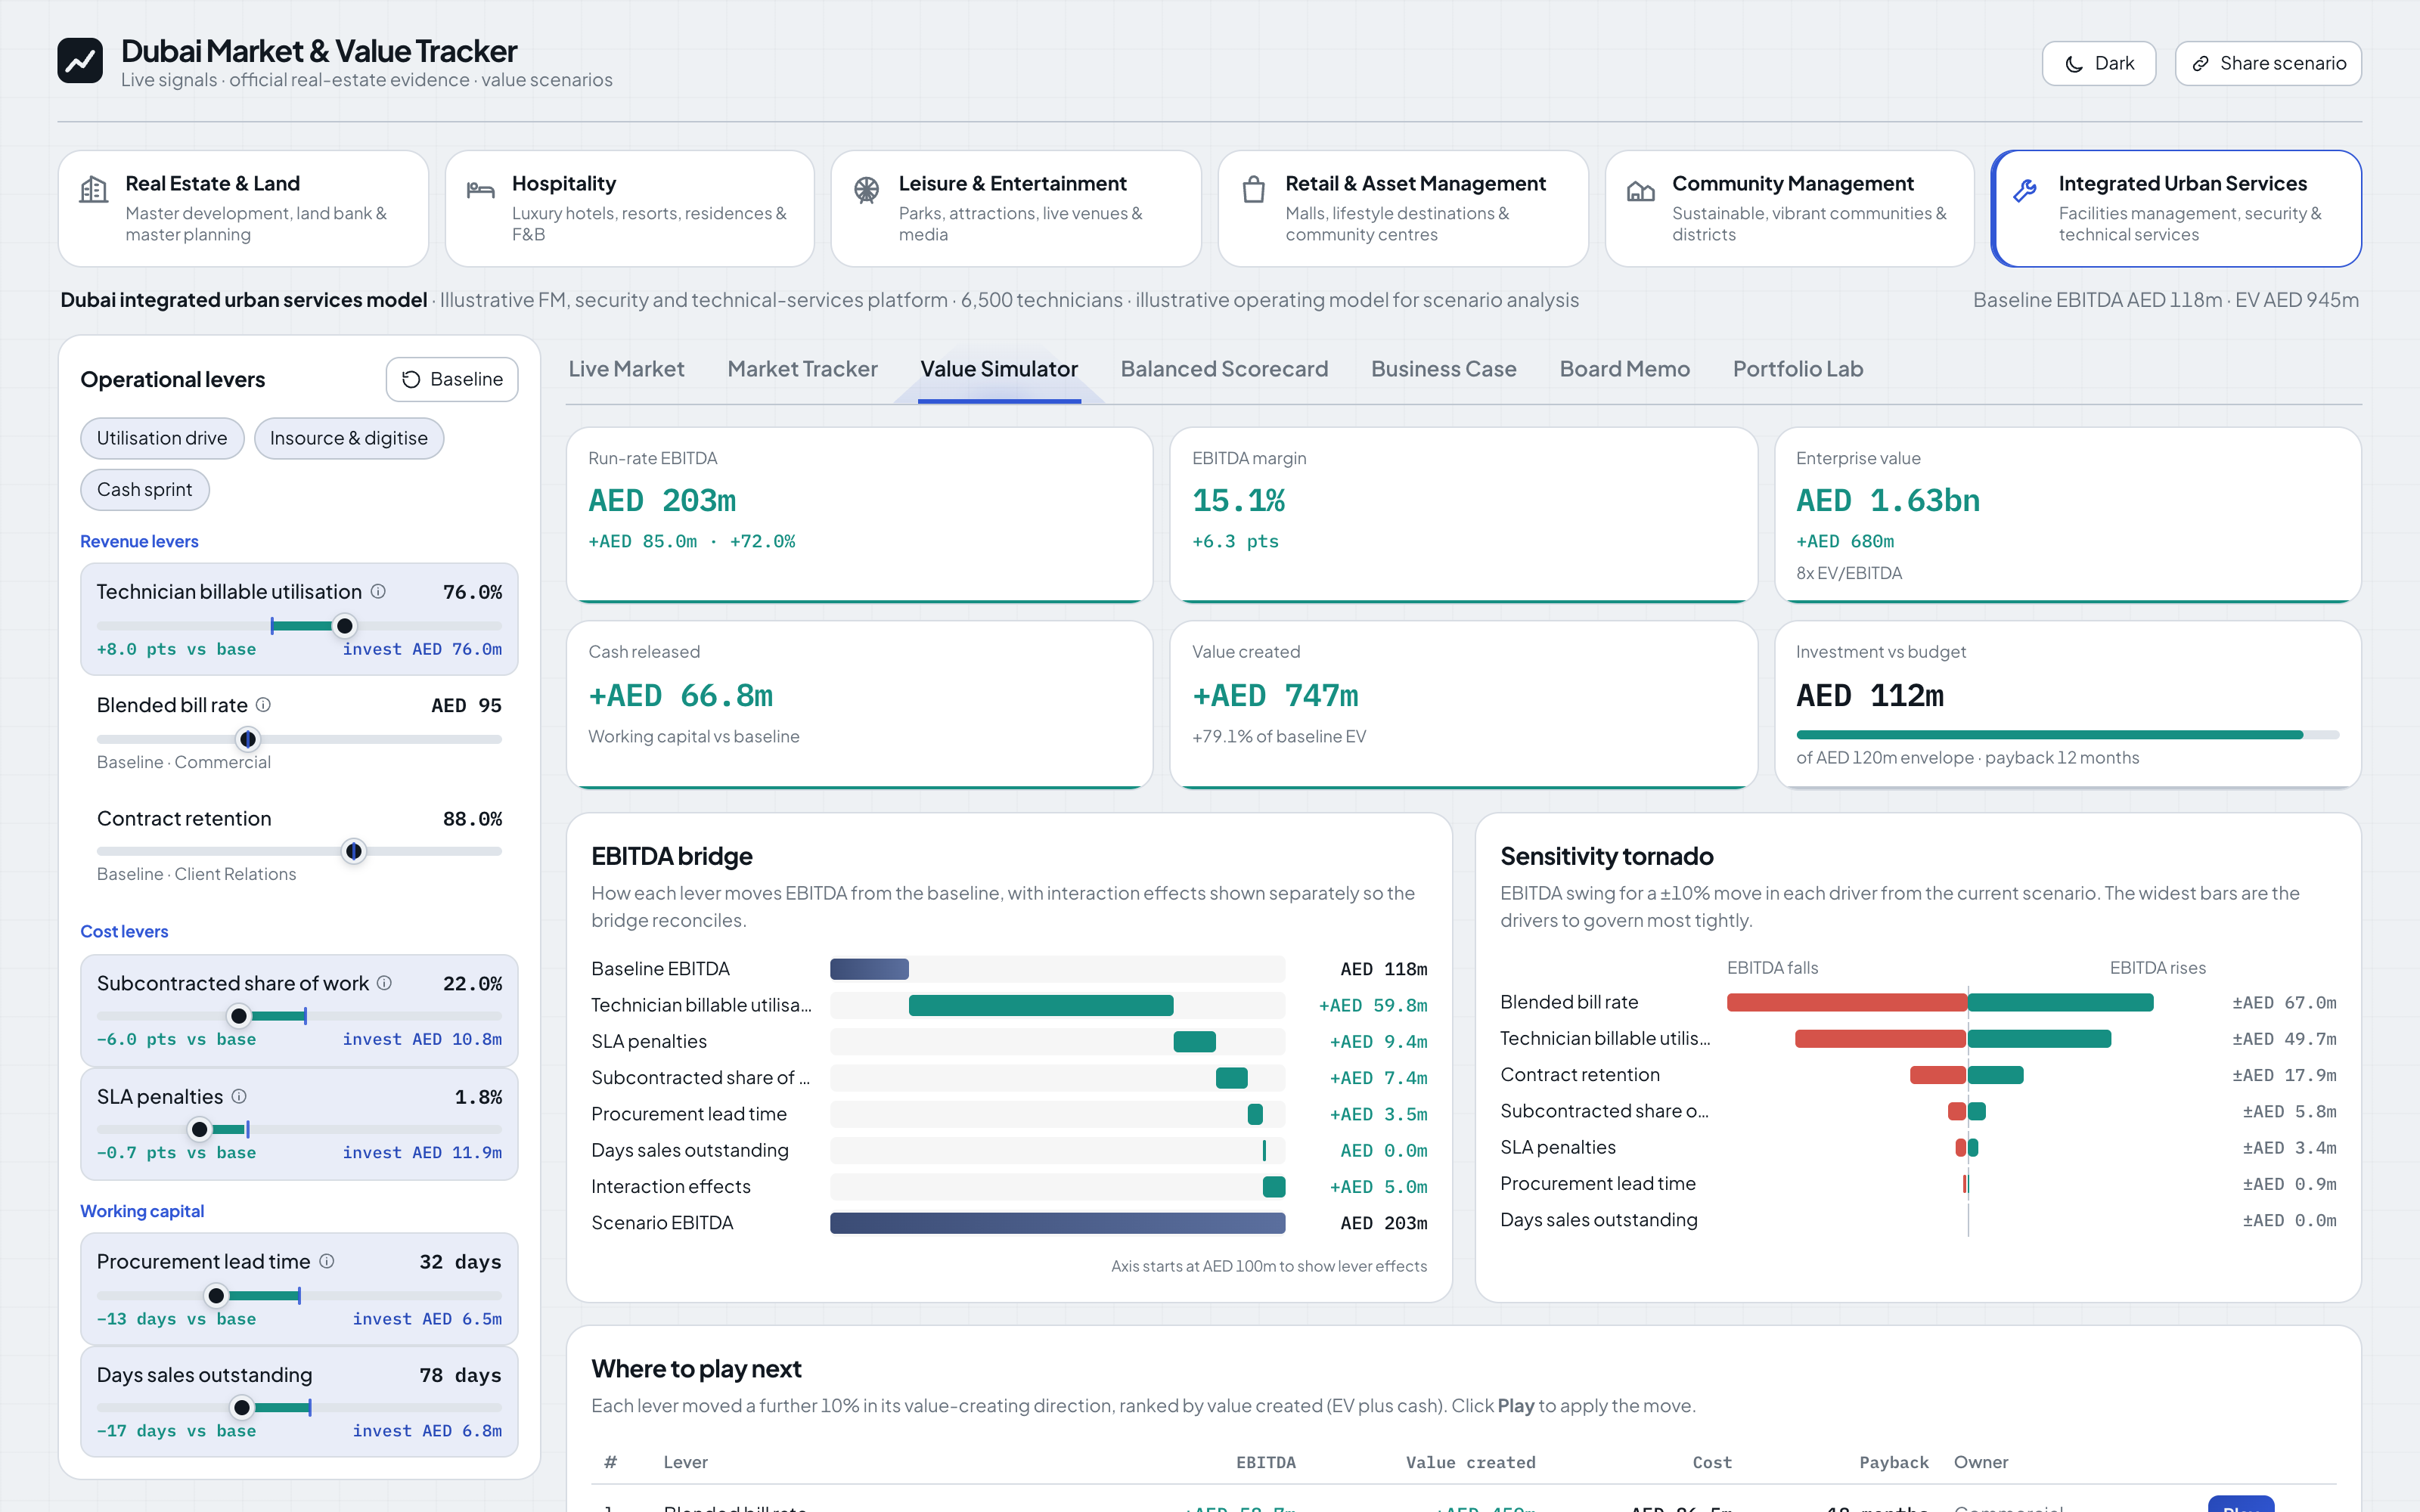 Dubai Market & Value Tracker
Live signals · official real-estate evidence · value scenarios
Dark
Share scenario
Real Estate & Land
Master development, land bank &
master planning
Hospitality
Luxury hotels, resorts, residences &
F&B
Leisure & Entertainment
Parks, attractions, live venues &
media
Retail & Asset Management
Malls, lifestyle destinations &
community centres
Community Management
Sustainable, vibrant communities &
districts
Integrated Urban Services
Facilities management, security &
technical services
Dubai integrated urban services model · Illustrative FM, security and technical-services platform · 6,500 technicians · illustrative operating model for scenario analysis
Baseline EBITDA AED 118m · EV AED 945m
Operational levers
Baseline
Utilisation drive
Insource & digitise
Cash sprint
Revenue levers
Technician billable utilisation 76.0%
+8.0 pts vs base invest AED 76.0m
Blended bill rate AED 95
Baseline · Commercial
Contract retention 88.0%
Baseline · Client Relations
Cost levers
Subcontracted share of work 22.0%
−6.0 pts vs base invest AED 10.8m
SLA penalties 1.8%
−0.7 pts vs base invest AED 11.9m
Working capital
Procurement lead time 32 days
−13 days vs base invest AED 6.5m
Days sales outstanding 78 days
−17 days vs base invest AED 6.8m
Live Market
Market Tracker
Value Simulator
Balanced Scorecard
Business Case
Board Memo
Portfolio Lab
Run-rate EBITDA
AED 203m
+AED 85.0m · +72.0%
EBITDA margin
15.1%
+6.3 pts
Enterprise value
AED 1.63bn
+AED 680m
8x EV/EBITDA
Cash released
+AED 66.8m
Working capital vs baseline
Value created
+AED 747m
+79.1% of baseline EV
Investment vs budget
AED 112m
of AED 120m envelope · payback 12 months
EBITDA bridge
How each lever moves EBITDA from the baseline, with interaction effects shown separately so the
bridge reconciles.
Baseline EBITDA AED 118m
Technician billable utilisa... +AED 59.8m
SLA penalties +AED 9.4m
Subcontracted share of ... +AED 7.4m
Procurement lead time +AED 3.5m
Days sales outstanding AED 0.0m
Interaction effects +AED 5.0m
Scenario EBITDA AED 203m
Axis starts at AED 100m to show lever effects
Sensitivity tornado
EBITDA swing for a ±10% move in each driver from the current scenario. The widest bars are the
drivers to govern most tightly.
EBITDA falls EBITDA rises
Blended bill rate ±AED 67.0m
Technician billable utilis... ±AED 49.7m
Contract retention ±AED 17.9m
Subcontracted share o... ±AED 5.8m
SLA penalties ±AED 3.4m
Procurement lead time ±AED 0.9m
Days sales outstanding ±AED 0.0m
Where to play next
Each lever moved a further 10% in its value-creating direction, ranked by value created (EV plus cash). Click Play to apply the move.
# Lever EBITDA Value created Cost Payback Owner